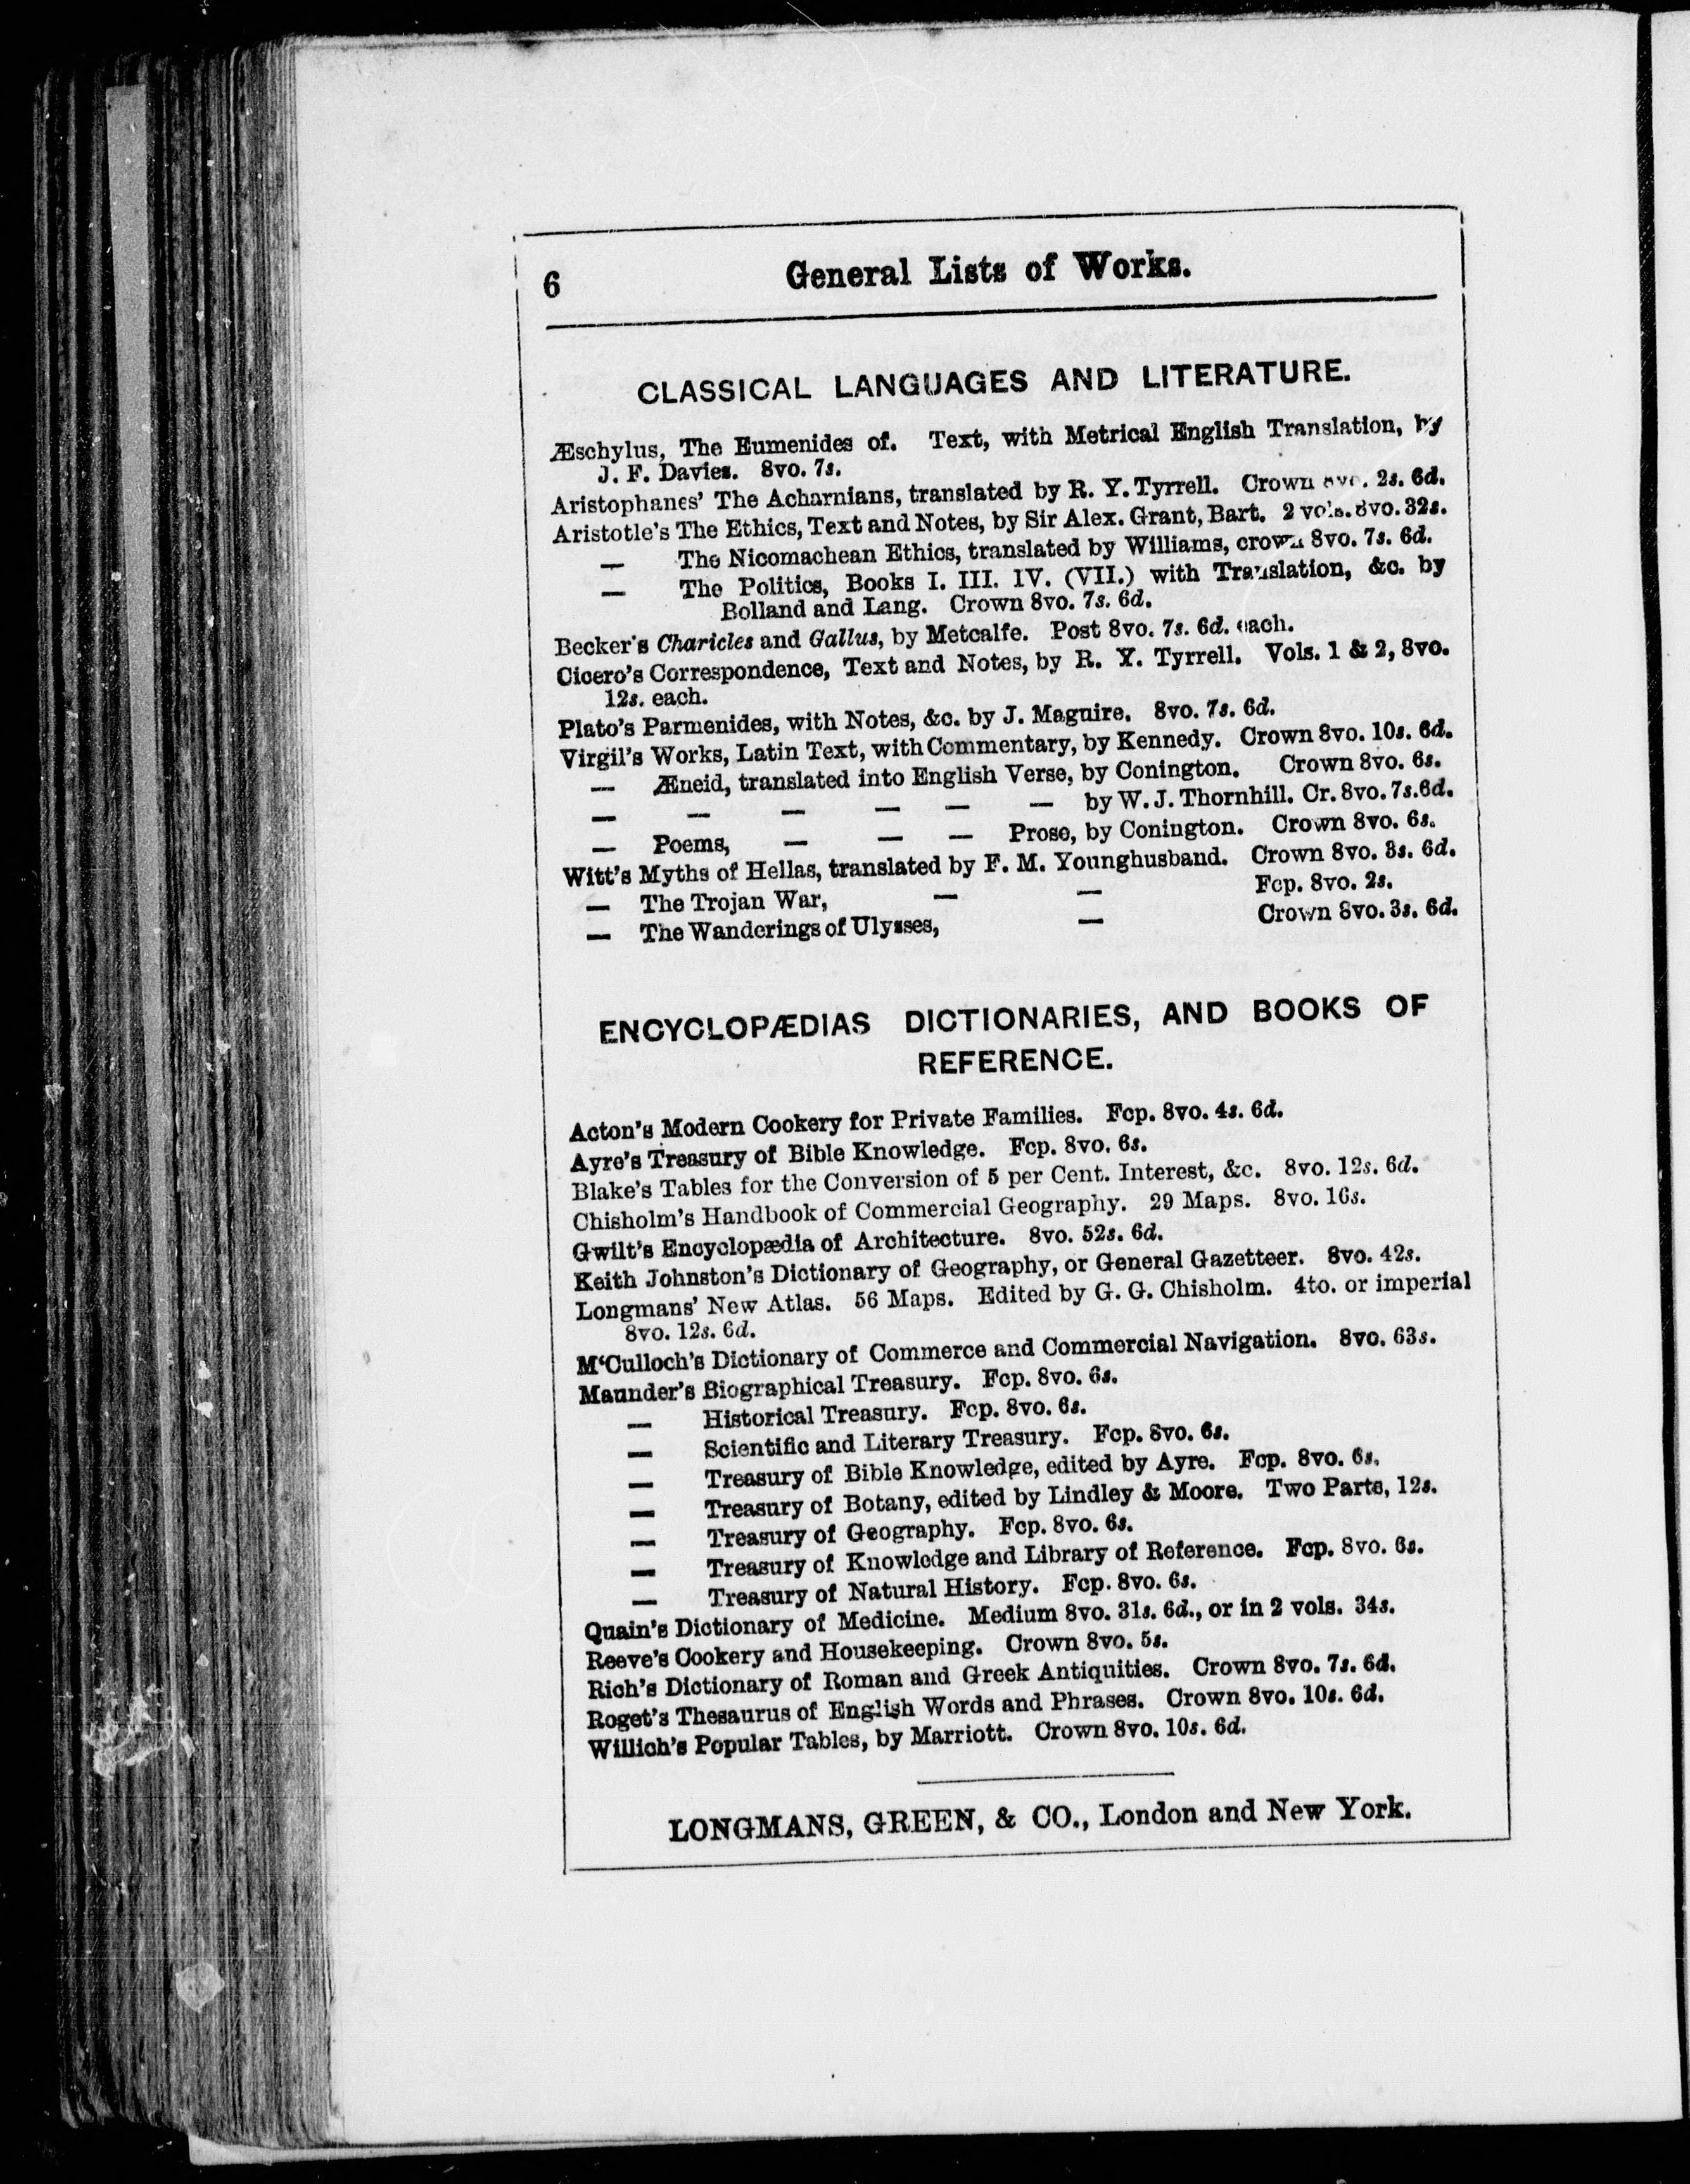 6
General Lists of Works.
CLASSICAL LANGUAGES AND LITERATURE.
Æschylus, The Eumenides of. Text, with Metrical English Translation, by
J. F. Davies. 8vo. 7s.
Aristophanes' The Acharnians, translated by R. Y. Tyrrell. Crown 8vo. 2s. 6d.
Aristotle's The Ethics, Text and Notes, by Sir Alex. Grant, Bart. 2 vols. 8vo. 32s.
— The Nicomachean Ethics, translated by Williams, crown 8vo. 7s. 6d.
— The Politics, Books I. III. IV. (VII.) with Translation, &c. by
Bolland and Lang. Crown 8vo. 7s. 6d.
Becker's Charicles and Gallus, by Metcalfe. Post 8vo. 7s. 6d. each.
Cicero's Correspondence, Text and Notes, by R. Y. Tyrrell. Vols. 1 & 2, 8vo.
12s. each.
Plato's Parmenides, with Notes, &c. by J. Maguire. 8vo. 7s. 6d.
Virgil's Works, Latin Text, with Commentary, by Kennedy. Crown 8vo. 10s. 6d.
— Æneid, translated into English Verse, by Conington. Crown 8vo. 6s.
— — — — — — by W. J. Thornhill. Cr. 8vo. 7s. 6d.
— Poems, — — — Prose, by Conington. Crown 8vo. 6s.
Witt's Myths of Hellas, translated by F. M. Younghusband. Crown 8vo. 3s. 6d.
— The Trojan War, — — Fcp. 8vo. 2s.
— The Wanderings of Ulysses, — Crown 8vo. 3s. 6d.
ENCYCLOPÆDIAS DICTIONARIES, AND BOOKS OF
REFERENCE.
Acton's Modern Cookery for Private Families. Fcp. 8vo. 4s. 6d.
Ayre's Treasury of Bible Knowledge. Fcp. 8vo. 6s.
Blake's Tables for the Conversion of 5 per Cent. Interest, &c. 8vo. 12s. 6d.
Chisholm's Handbook of Commercial Geography. 29 Maps. 8vo. 16s.
Gwilt's Encyclopædia of Architecture. 8vo. 52s. 6d.
Keith Johnston's Dictionary of Geography, or General Gazetteer. 8vo. 42s.
Longmans' New Atlas. 56 Maps. Edited by G. G. Chisholm. 4to. or imperial
8vo. 12s. 6d.
M'Culloch's Dictionary of Commerce and Commercial Navigation. 8vo. 63s.
Maunder's Biographical Treasury. Fcp. 8vo. 6s.
— Historical Treasury. Fcp. 8vo. 6s.
— Scientific and Literary Treasury. Fcp. 8vo. 6s.
— Treasury of Bible Knowledge, edited by Ayre. Fcp. 8vo. 6s.
— Treasury of Botany, edited by Lindley & Moore. Two Parts, 12s.
— Treasury of Geography. Fcp. 8vo. 6s.
— Treasury of Knowledge and Library of Reference. Fcp. 8vo. 6s.
— Treasury of Natural History. Fcp. 8vo. 6s.
Quain's Dictionary of Medicine. Medium 8vo. 31s. 6d., or in 2 vols. 34s.
Reeve's Cookery and Housekeeping. Crown 8vo. 5s.
Rich's Dictionary of Roman and Greek Antiquities. Crown 8vo. 7s. 6d.
Roget's Thesaurus of English Words and Phrases. Crown 8vo. 10s. 6d.
Willich's Popular Tables, by Marriott. Crown 8vo. 10s. 6d.
LONGMANS, GREEN, & CO., London and New York.